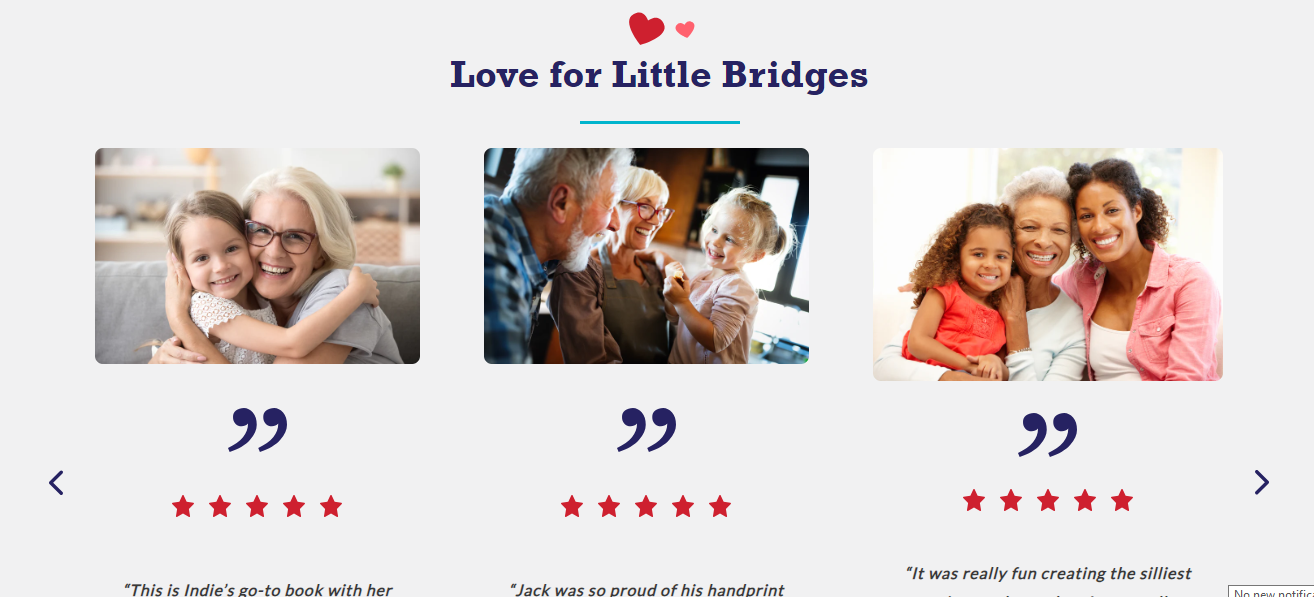 Love for Little Bridges
”
”
”
“This is Indie’s go-to book with her
“Jack was so proud of his handprint
“It was really fun creating the silliest
No new notific